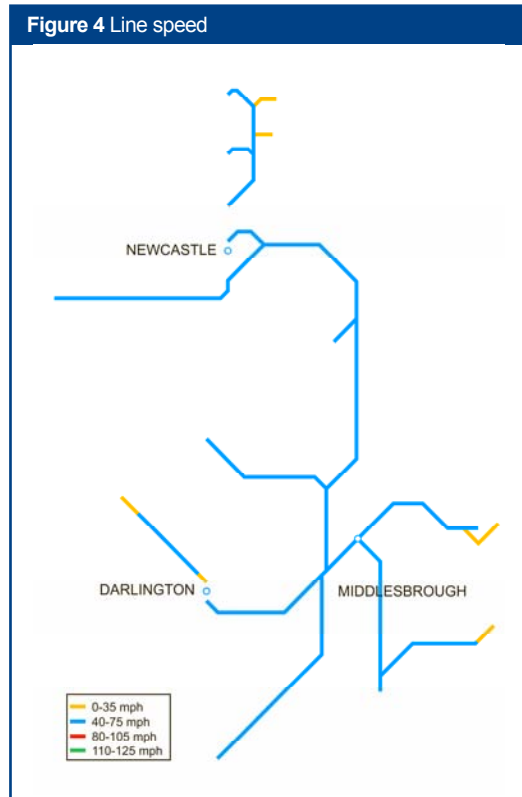 Figure 4 Line speed
NEWCASTLE
DARLINGTON
MIDDLESBROUGH
0-35 mph
40-75 mph
80-105 mph
110-125 mph